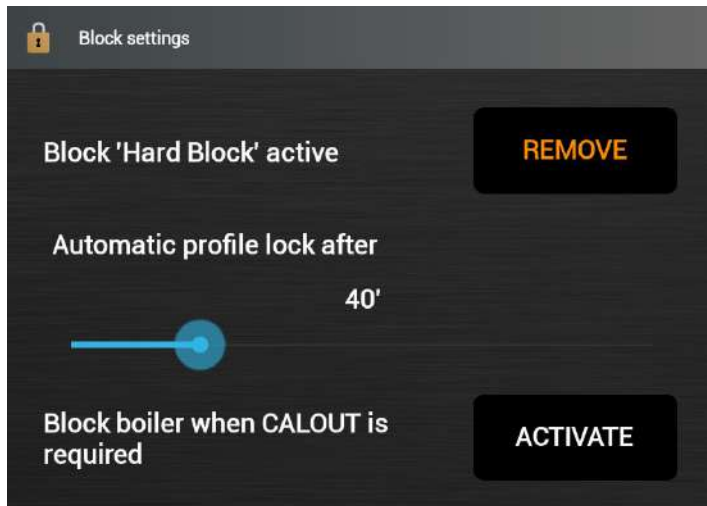 Block settings
Block 'Hard Block' active
REMOVE
Automatic profile lock after
40'
Block boiler when CALOUT is
required
ACTIVATE